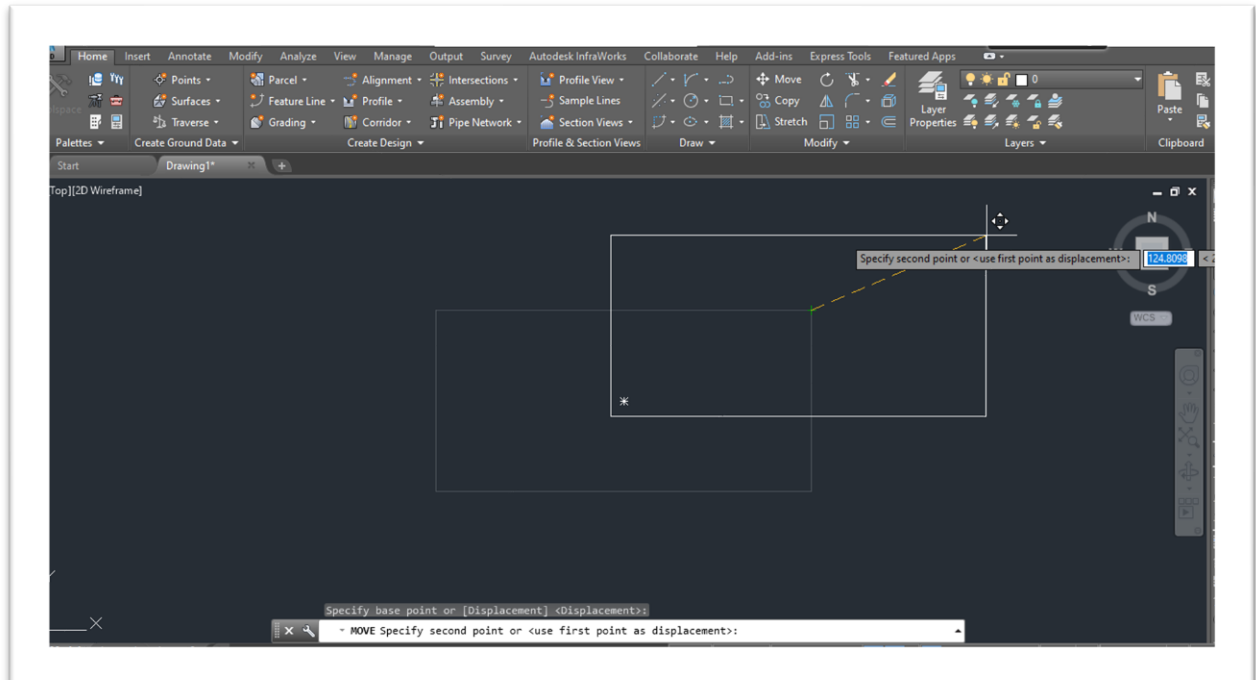 Home Insert Annotate Modify Analyze View Manage Output Survey Autodesk InfraWorks Collaborate Help Add-ins Express Tools Featured Apps
Points Parcel Alignment Intersections Profile View Move 0
Surfaces Feature Line Profile Assembly Sample Lines Copy Layer Paste
Traverse Grading Corridor Pipe Network Section Views Stretch Properties
Palettes Create Ground Data Create Design Profile & Section Views Draw Modify Layers Clipboard
Start Drawing1* +
Top][2D Wireframe]
N
Specify second point or <use first point as displacement>: 124.8098 <
S
WCS
Specify base point or [Displacement] <Displacement>:
X
MOVE Specify second point or <use first point as displacement>: